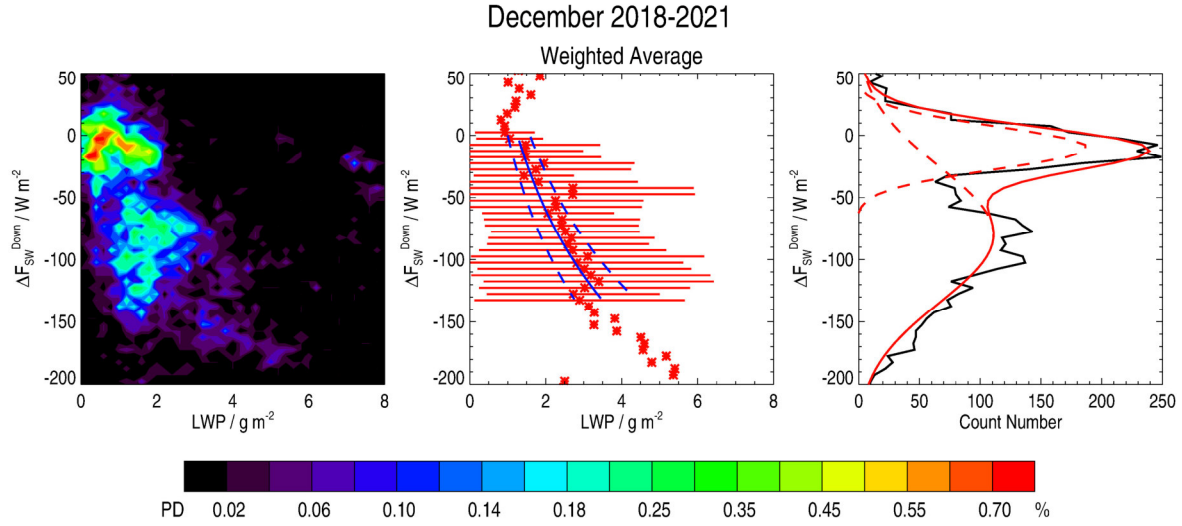 December 2018-2021
Weighted Average
50
0
-50
-100
-150
-200
ΔF_SW^Down / W m⁻²
0 2 4 6 8
LWP / g m⁻²
50
0
-50
-100
-150
-200
ΔF_SW^Down / W m⁻²
0 2 4 6 8
LWP / g m⁻²
50
0
-50
-100
-150
-200
ΔF_SW^Down / W m⁻²
0 50 100 150 200 250
Count Number
PD 0.02 0.06 0.10 0.14 0.18 0.25 0.35 0.45 0.55 0.70 %